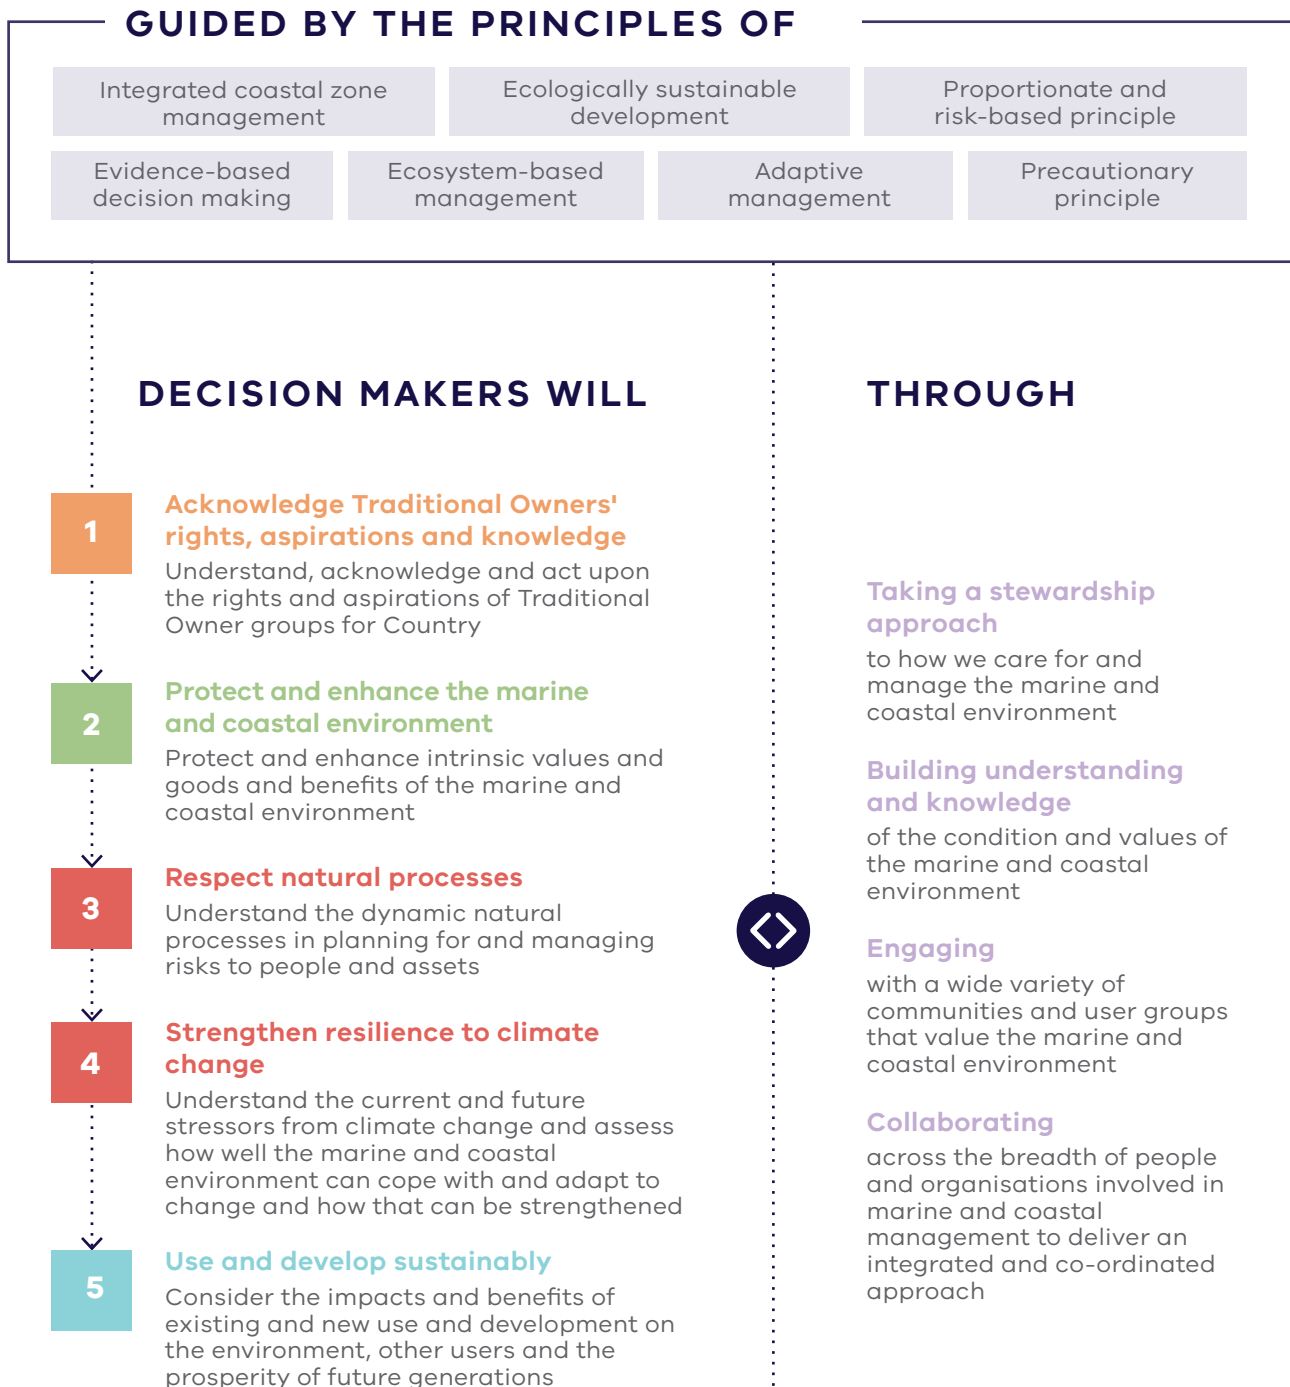 GUIDED BY THE PRINCIPLES OF
Integrated coastal zone
management
Ecologically sustainable
development
Proportionate and
risk-based principle
Evidence-based
decision making
Ecosystem-based
management
Adaptive
management
Precautionary
principle
DECISION MAKERS WILL
1
Acknowledge Traditional Owners'
rights, aspirations and knowledge
Understand, acknowledge and act upon
the rights and aspirations of Traditional
Owner groups for Country
2
Protect and enhance the marine
and coastal environment
Protect and enhance intrinsic values and
goods and benefits of the marine and
coastal environment
3
Respect natural processes
Understand the dynamic natural
processes in planning for and managing
risks to people and assets
4
Strengthen resilience to climate
change
Understand the current and future
stressors from climate change and assess
how well the marine and coastal
environment can cope with and adapt to
change and how that can be strengthened
5
Use and develop sustainably
Consider the impacts and benefits of
existing and new use and development on
the environment, other users and the
prosperity of future generations
THROUGH
Taking a stewardship
approach
to how we care for and
manage the marine and
coastal environment
Building understanding
and knowledge
of the condition and values of
the marine and coastal
environment
Engaging
with a wide variety of
communities and user groups
that value the marine and
coastal environment
Collaborating
across the breadth of people
and organisations involved in
marine and coastal
management to deliver an
integrated and co-ordinated
approach